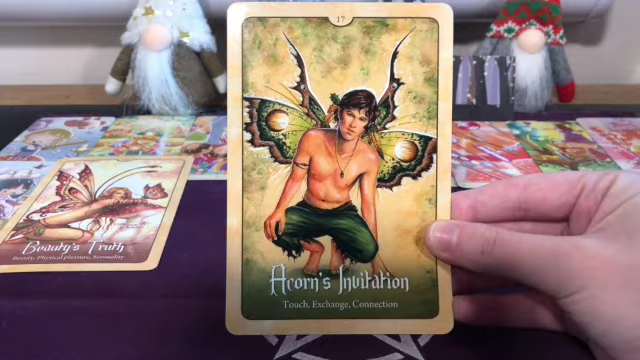 17
Acorn's Invitation
Touch, Exchange, Connection
Beauty's Truth
Beauty, Physical pleasure, Sensuality